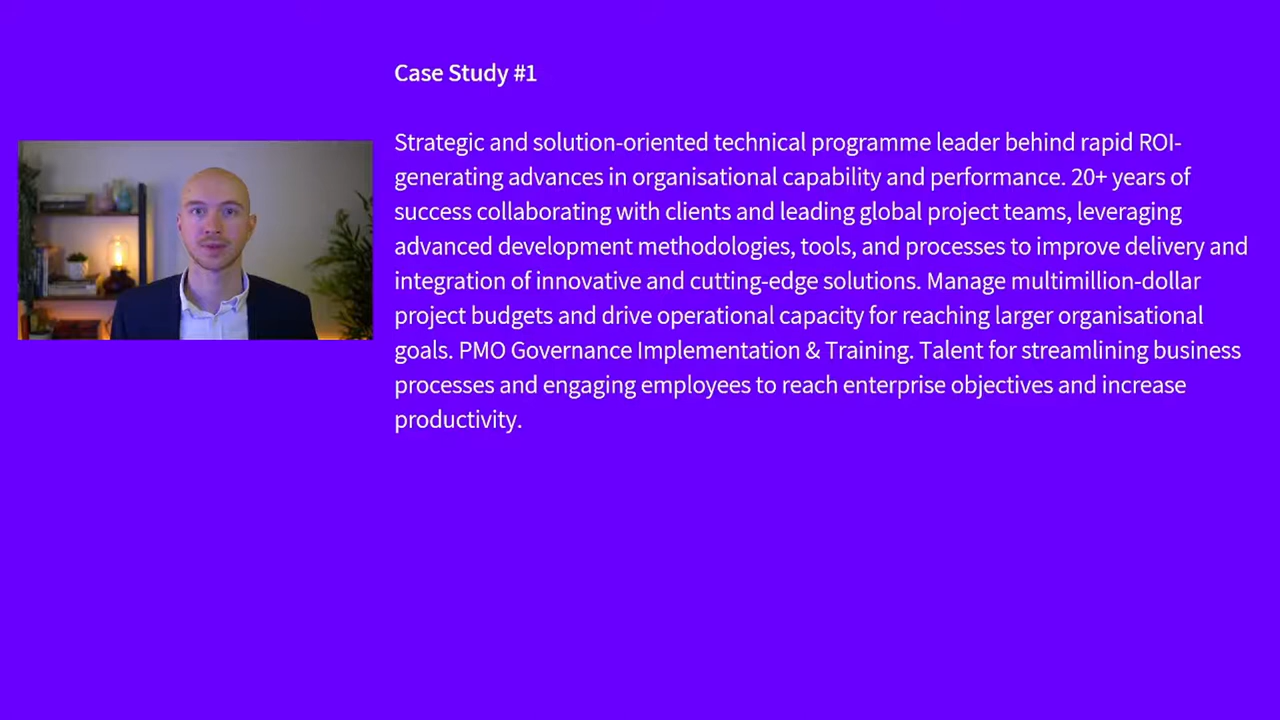 Case Study #1
Strategic and solution-oriented technical programme leader behind rapid ROI-
generating advances in organisational capability and performance. 20+ years of
success collaborating with clients and leading global project teams, leveraging
advanced development methodologies, tools, and processes to improve delivery and
integration of innovative and cutting-edge solutions. Manage multimillion-dollar
project budgets and drive operational capacity for reaching larger organisational
goals. PMO Governance Implementation & Training. Talent for streamlining business
processes and engaging employees to reach enterprise objectives and increase
productivity.